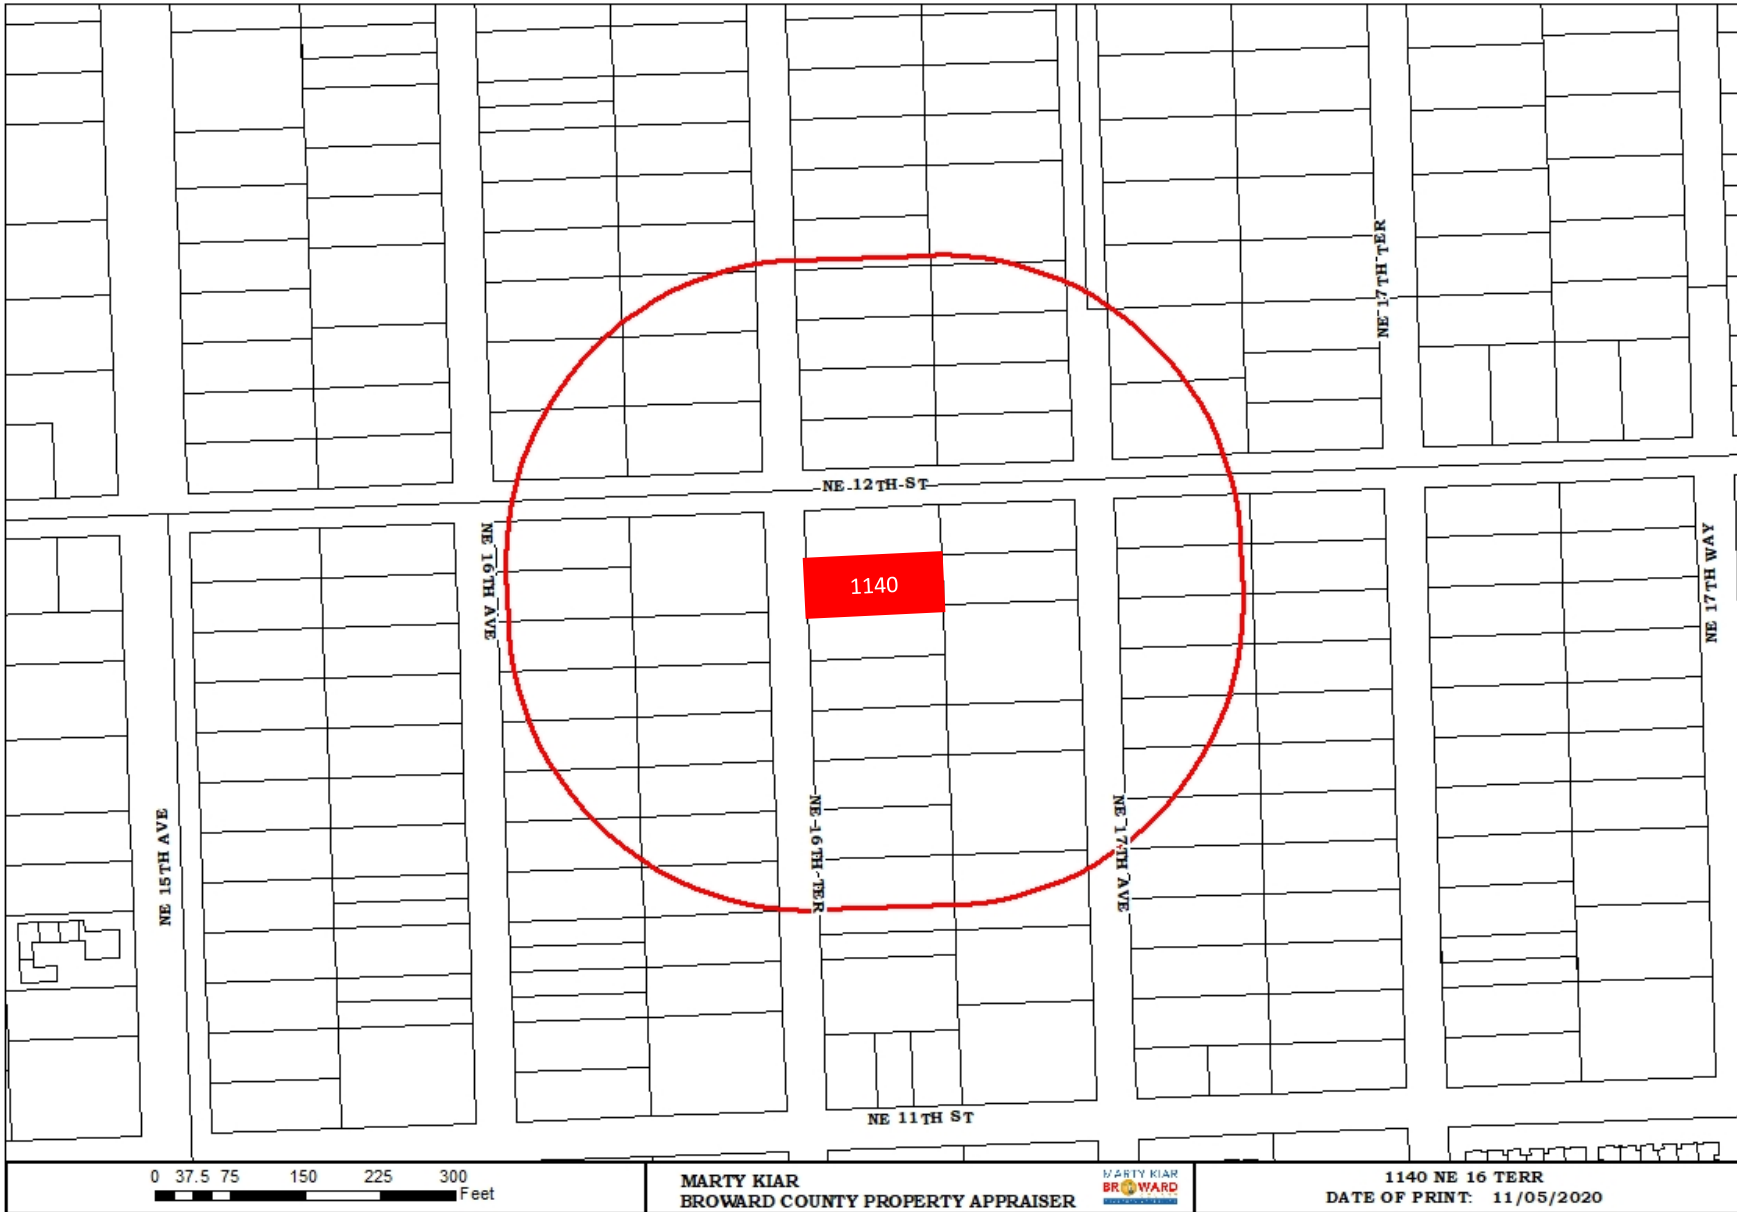 NE 17TH TER
NE 12TH ST
NE 16TH AVE
1140
NE 17TH WAY
NE 15TH AVE
NE 16TH TER
NE 17TH AVE
NE 11TH ST
0 37.5 75 150 225 300
Feet
MARTY KIAR
BROWARD COUNTY PROPERTY APPRAISER
MARTY KIAR
BROWARD
1140 NE 16 TERR
DATE OF PRINT: 11/05/2020